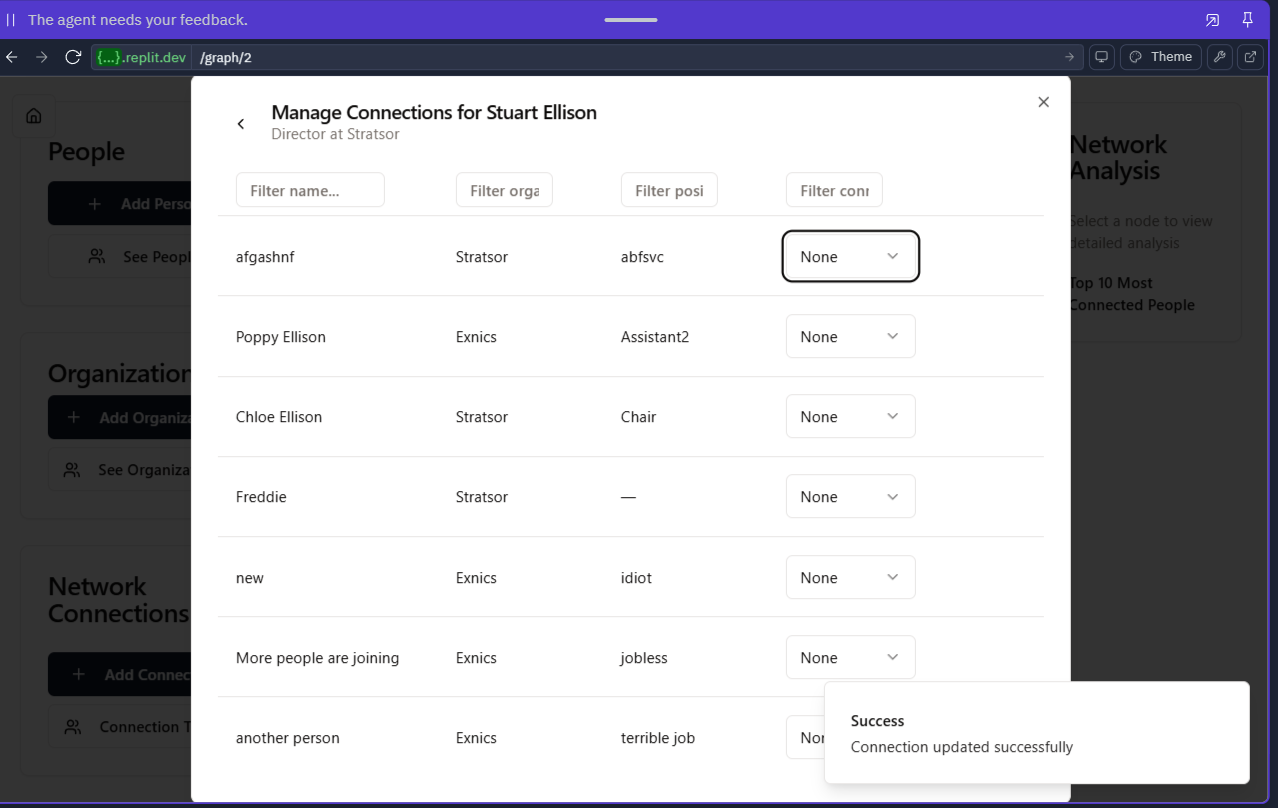 The agent needs your feedback.
{...}.replit.dev /graph/2
Theme
Manage Connections for Stuart Ellison
Director at Stratsor
People
Add Perso
See Peopl
Organization
Add Organiza
See Organiza
Network
Connections
Add Connec
Connection T
Filter name...
Filter orga
Filter posi
Filter conn
afgashnf Stratsor abfsvc None
Poppy Ellison Exnics Assistant2 None
Chloe Ellison Stratsor Chair None
Freddie Stratsor — None
new Exnics idiot None
More people are joining Exnics jobless None
another person Exnics terrible job Non
Network
Analysis
Select a node to view
detailed analysis
Top 10 Most
Connected People
Success
Connection updated successfully